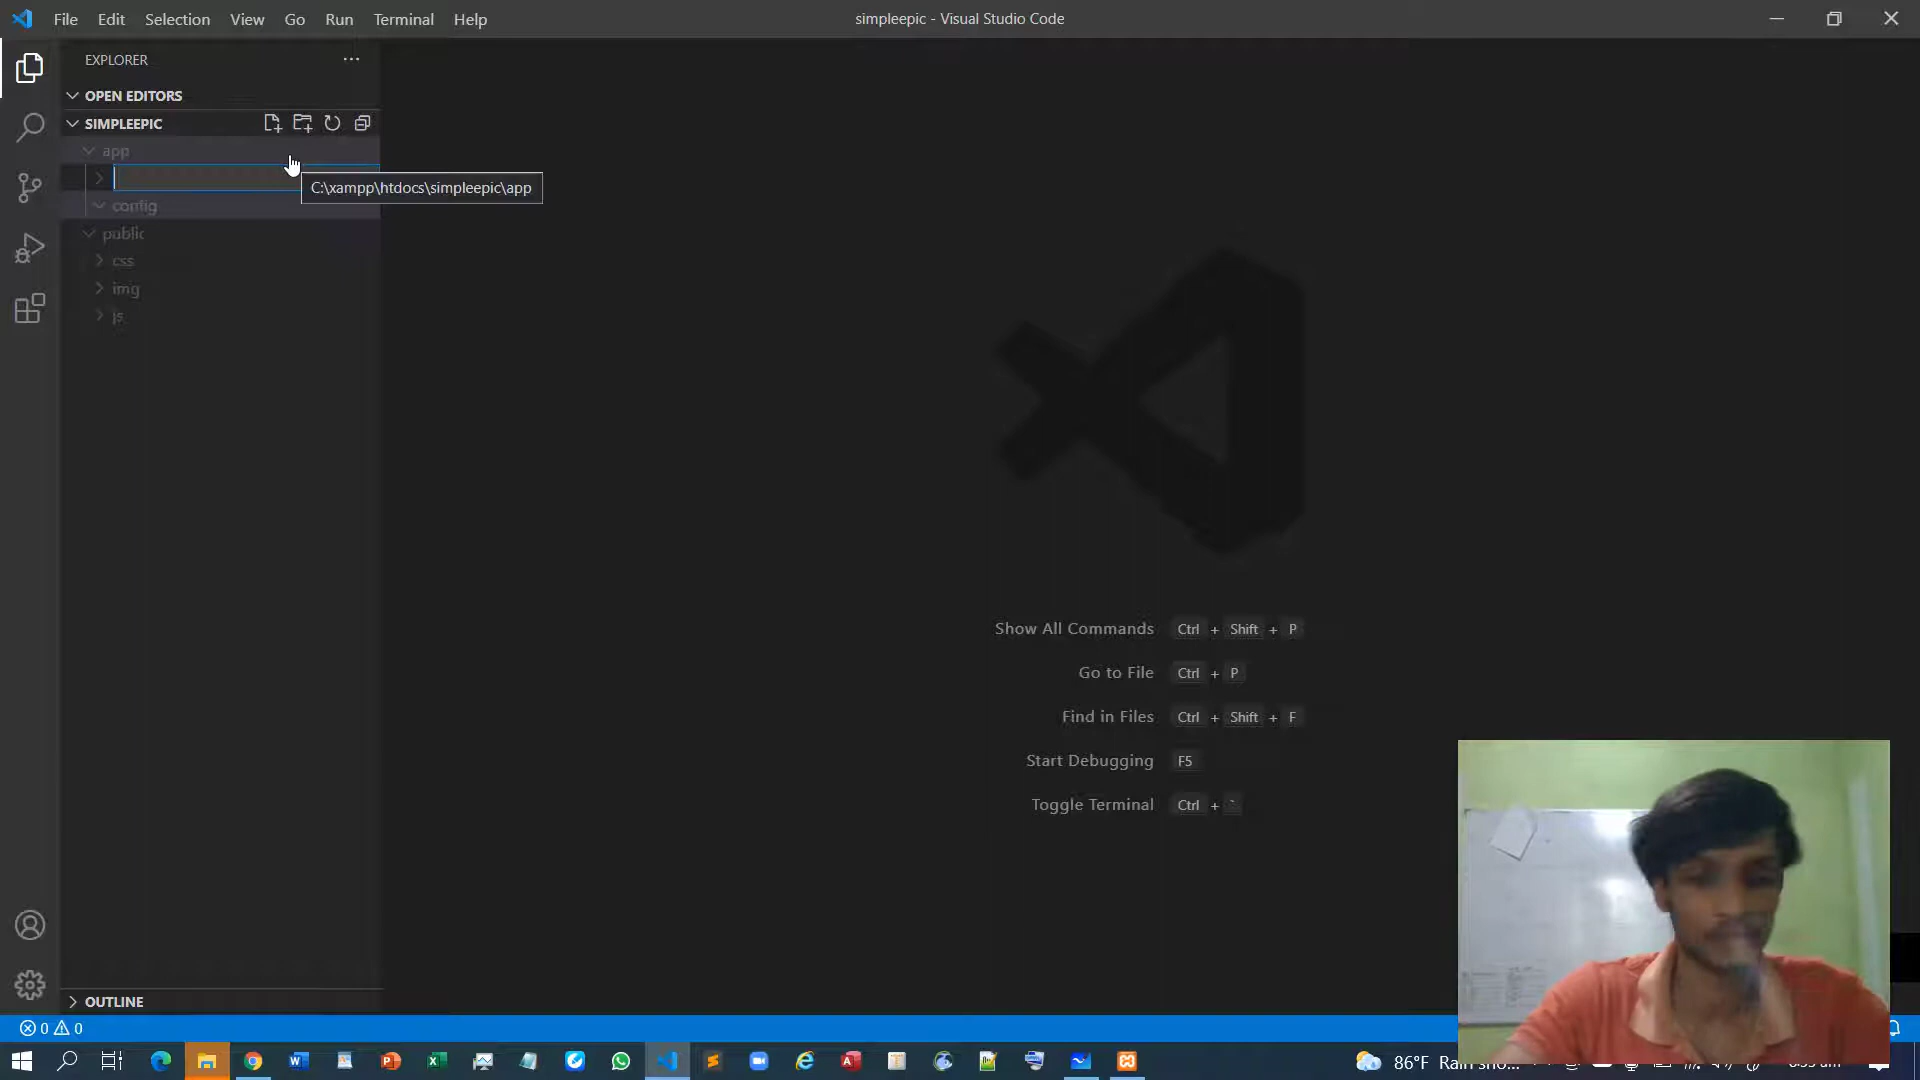 File Edit Selection View Go Run Terminal Help
simpleepic - Visual Studio Code
EXPLORER
OPEN EDITORS
SIMPLEEPIC
app
C:\xampp\htdocs\simpleepic\app
config
public
css
img
js
Show All Commands Ctrl + Shift + P
Go to File Ctrl + P
Find in Files Ctrl + Shift + F
Start Debugging F5
Toggle Terminal Ctrl + `
OUTLINE
0 0
86°F Rain sho...